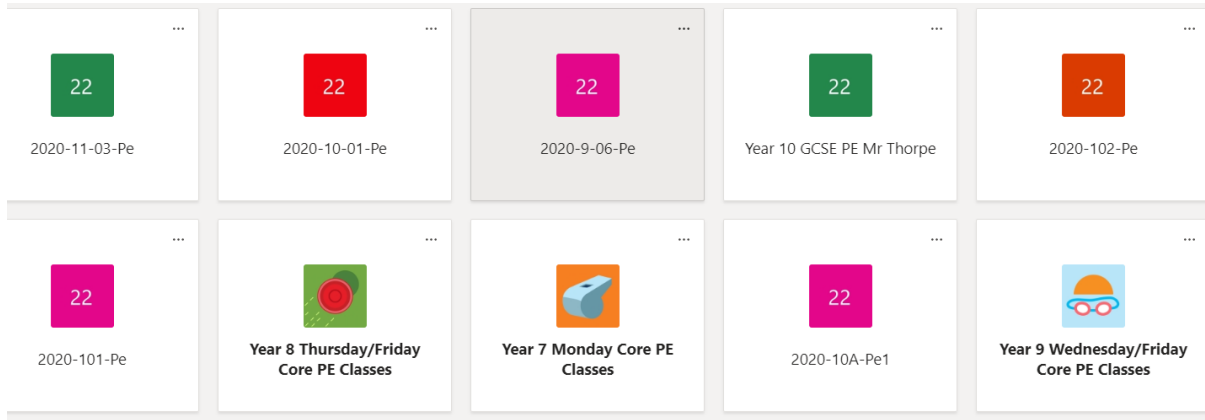 ... ... ... ... ...
22 22 22 22 22
2020-11-03-Pe 2020-10-01-Pe 2020-9-06-Pe Year 10 GCSE PE Mr Thorpe 2020-102-Pe
... ... ... ... ...
22 22
2020-101-Pe Year 8 Thursday/Friday Year 7 Monday Core PE 2020-10A-Pe1 Year 9 Wednesday/Friday
Core PE Classes Classes Core PE Classes